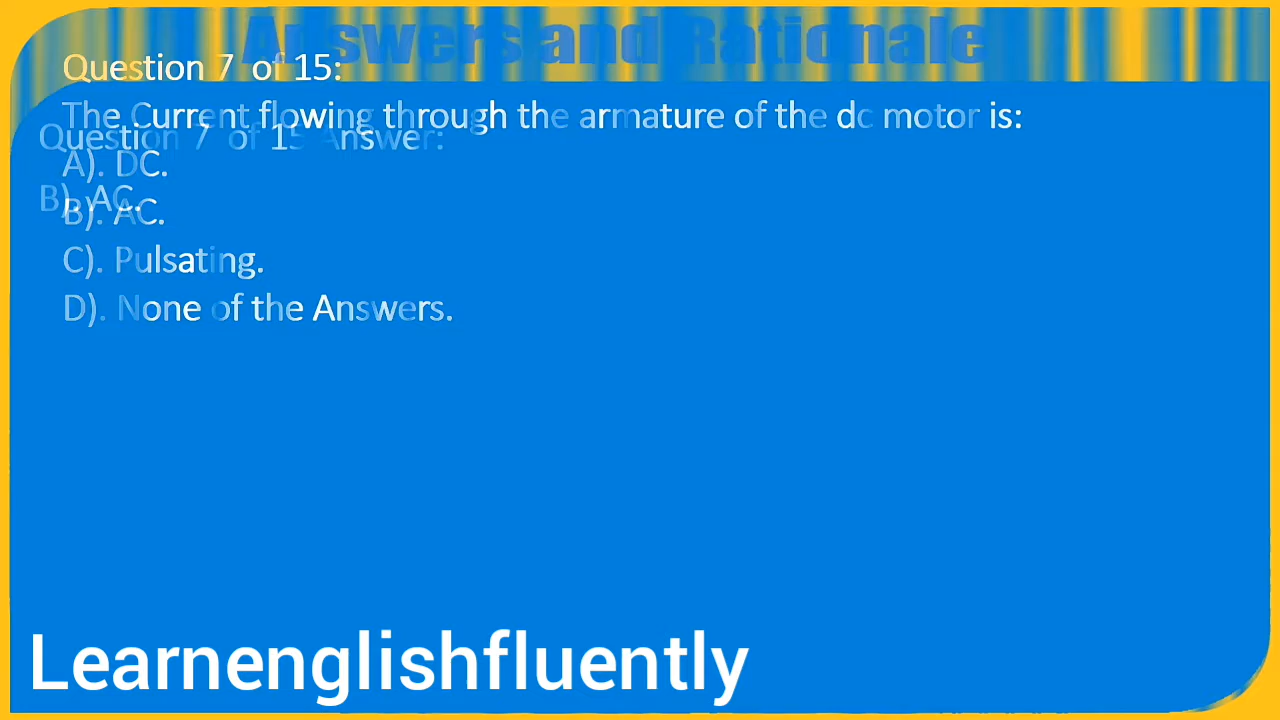 Answers and Rationale
Question 7 of 15:
The Current flowing through the armature of the dc motor is:
Question 7 of 15 Answer:
A). DC.
B). AC.
B). AC.
C). Pulsating.
D). None of the Answers.
Learnenglishfluently